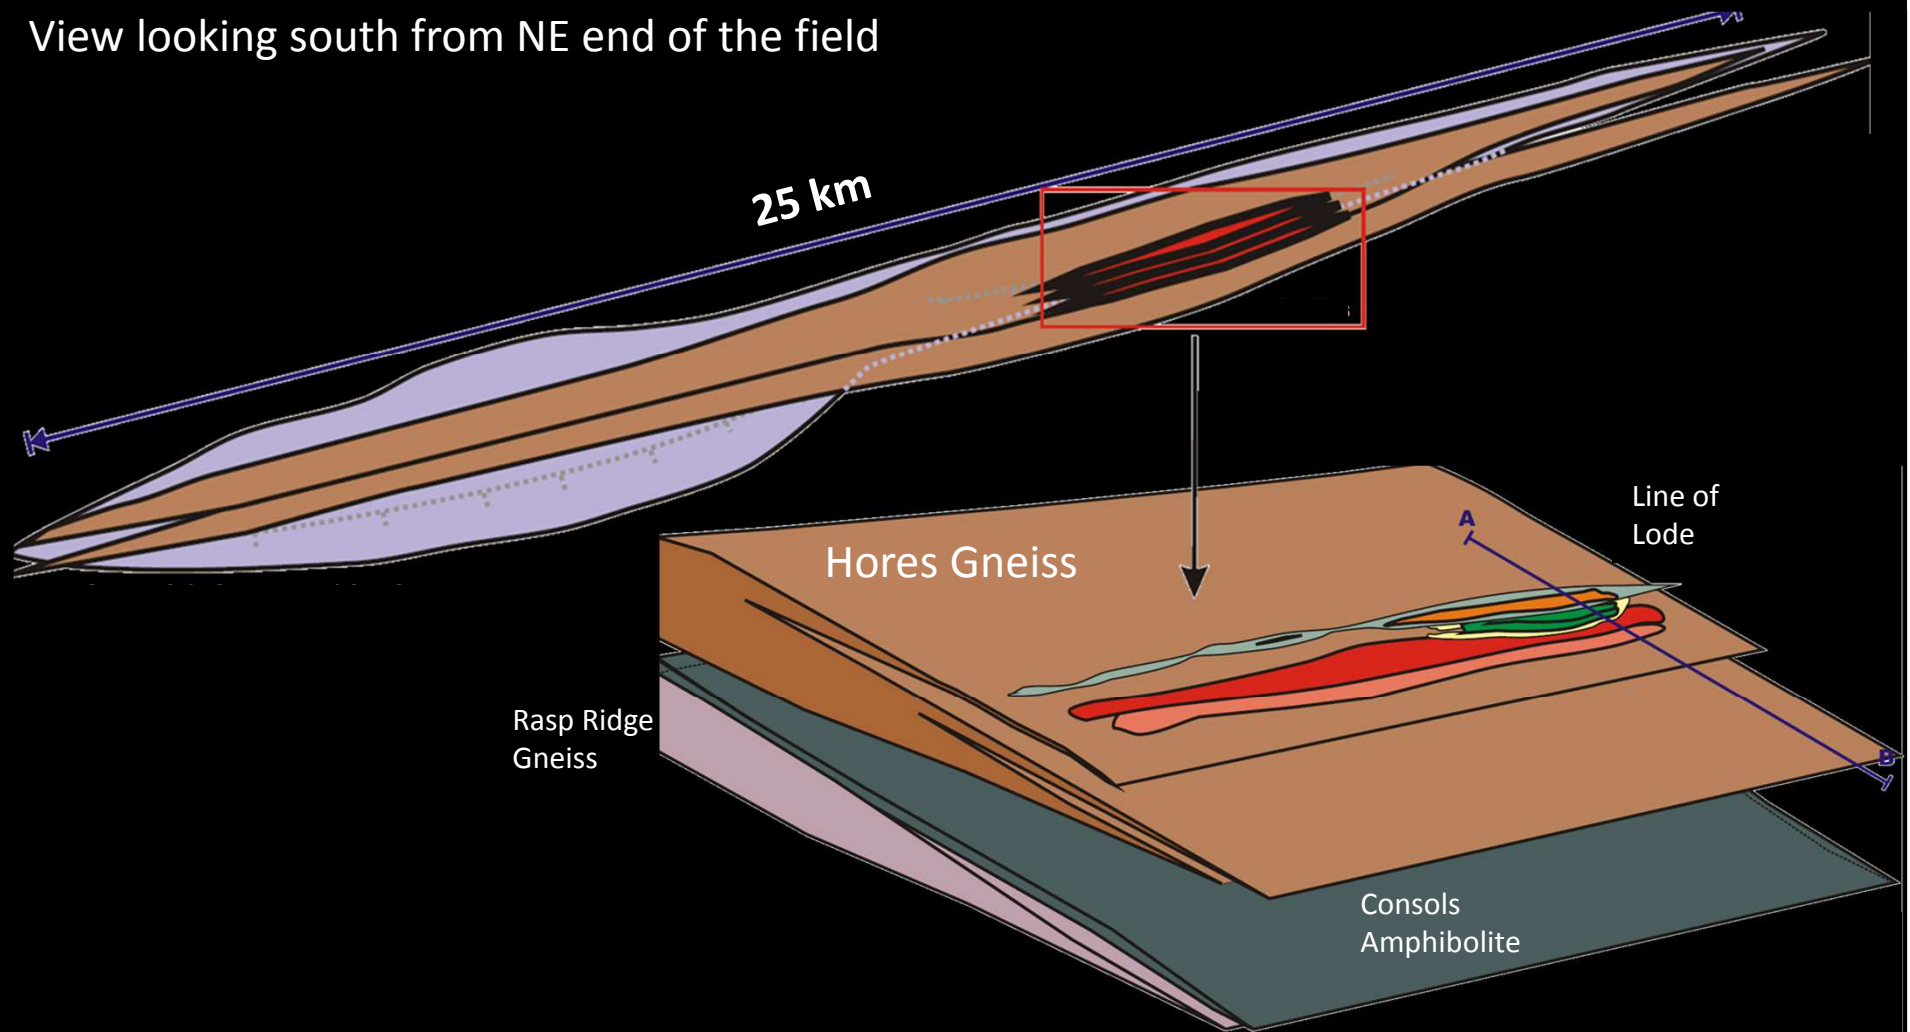 View looking south from NE end of the field
25 km
Line of
Lode
A
Hores Gneiss
Rasp Ridge
Gneiss
B
Consols
Amphibolite